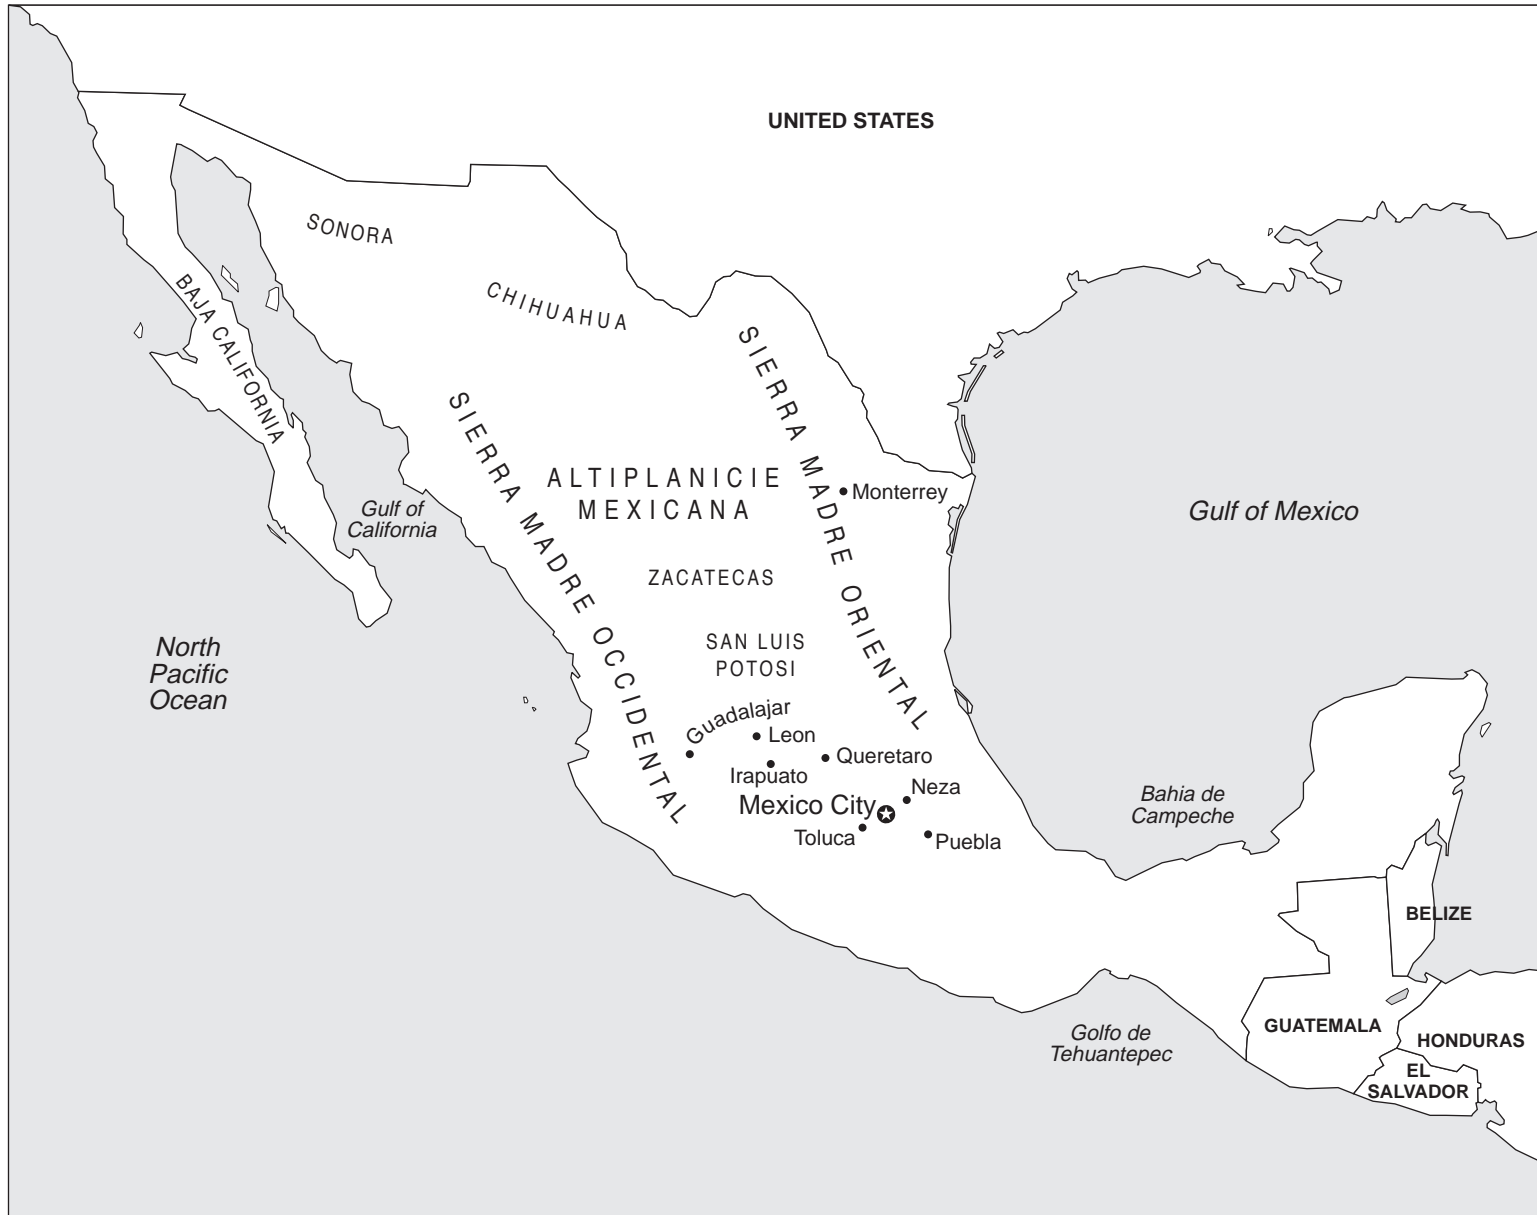 UNITED STATES
SONORA
CHIHUAHUA
BAJA CALIFORNIA
SIERRA MADRE ORIENTAL
SIERRA MADRE OCCIDENTAL
ALTIPLANICIE
MEXICANA
Monterrey
Gulf of
California
Gulf of Mexico
ZACATECAS
North
Pacific
Ocean
SAN LUIS
POTOSI
Guadalajar
Leon
Queretaro
Irapuato
Neza
Mexico City
Toluca
Puebla
Bahia de
Campeche
BELIZE
Golfo de
Tehuantepec
GUATEMALA
HONDURAS
EL
SALVADOR